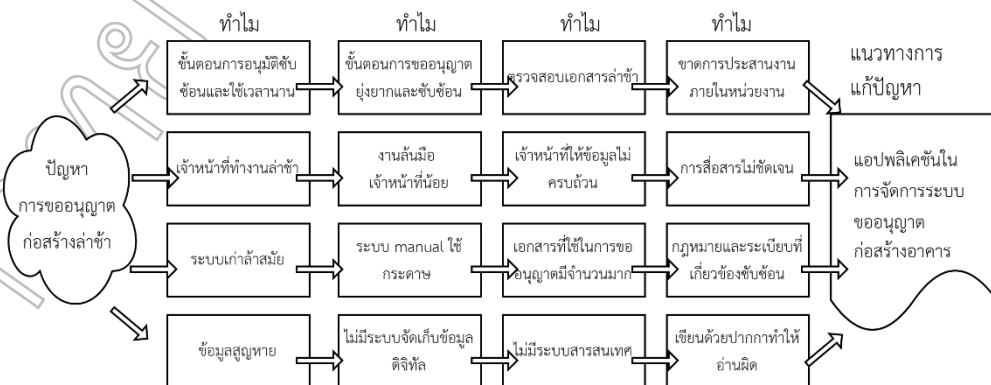 ทำไม
ทำไม
ทำไม
ทำไม
ขั้นตอนการอนุมัติซับ
ซ้อนและใช้เวลานาน
ขั้นตอนการขออนุญาต
ยุ่งยากและซับซ้อน
ตรวจสอบเอกสารล่าช้า
ขาดการประสานงาน
ภายในหน่วยงาน
แนวทางการ
แก้ปัญหา
ปัญหา
การขออนุญาต
ก่อสร้างล่าช้า
เจ้าหน้าที่ทำงานล่าช้า
งานล้นมือ
เจ้าหน้าที่น้อย
เจ้าหน้าที่ให้ข้อมูลไม่
ครบถ้วน
การสื่อสารไม่ชัดเจน
แอปพลิเคชันใน
การจัดการระบบ
ขออนุญาต
ก่อสร้างอาคาร
ระบบเก่าล้าสมัย
ระบบ manual ใช้
กระดาษ
เอกสารที่ใช้ในการขอ
อนุญาตมีจำนวนมาก
กฎหมายและระเบียบที่
เกี่ยวข้องซับซ้อน
ข้อมูลสูญหาย
ไม่มีระบบจัดเก็บข้อมูล
ดิจิทัล
ไม่มีระบบสารสนเทศ
เขียนด้วยปากกาทำให้
อ่านผิด